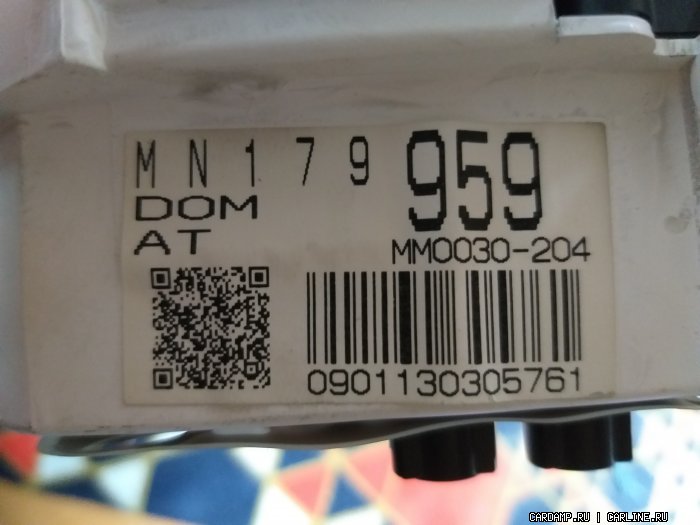 MN179 959
DOM
AT
MM0030-204
0901130305761
CARDAMP.RU | CARLINE.RU